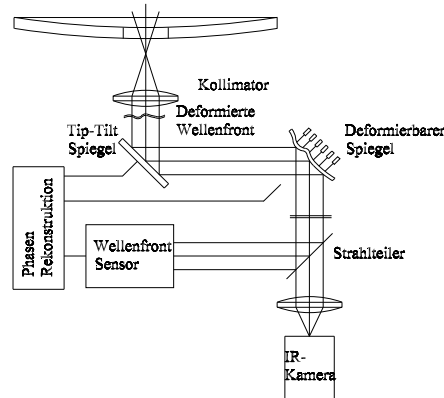 Kollimator
Deformierte
Wellenfront
Tip-Tilt
Spiegel
Deformierbarer
Spiegel
Phasen
Rekonstruktion
Wellenfront
Sensor
Strahlteiler
IR-
Kamera